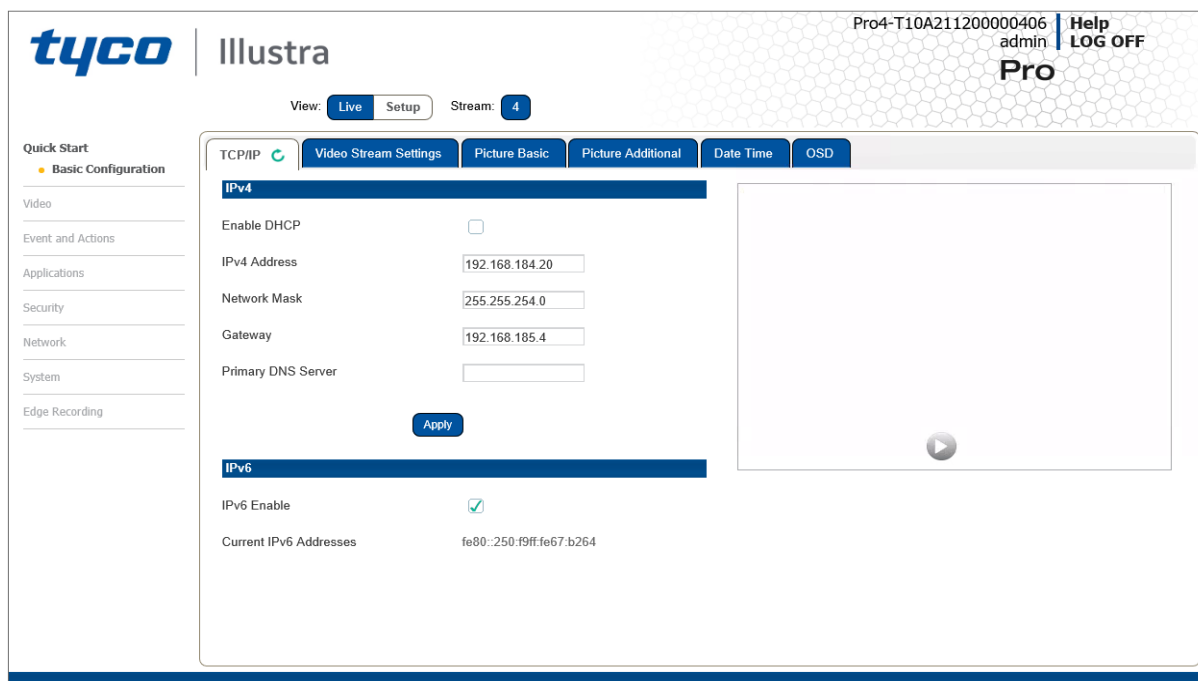 Pro4-T10A211200000406 Help
admin LOG OFF
tyco Illustra
Pro
View: Live Setup Stream: 4
Quick Start
Basic Configuration
Video
Event and Actions
Applications
Security
Network
System
Edge Recording
TCP/IP Video Stream Settings Picture Basic Picture Additional Date Time OSD
IPv4
Enable DHCP
IPv4 Address 192.168.184.20
Network Mask 255.255.254.0
Gateway 192.168.185.4
Primary DNS Server
Apply
IPv6
IPv6 Enable
Current IPv6 Addresses fe80::250:f9ff:fe67:b264